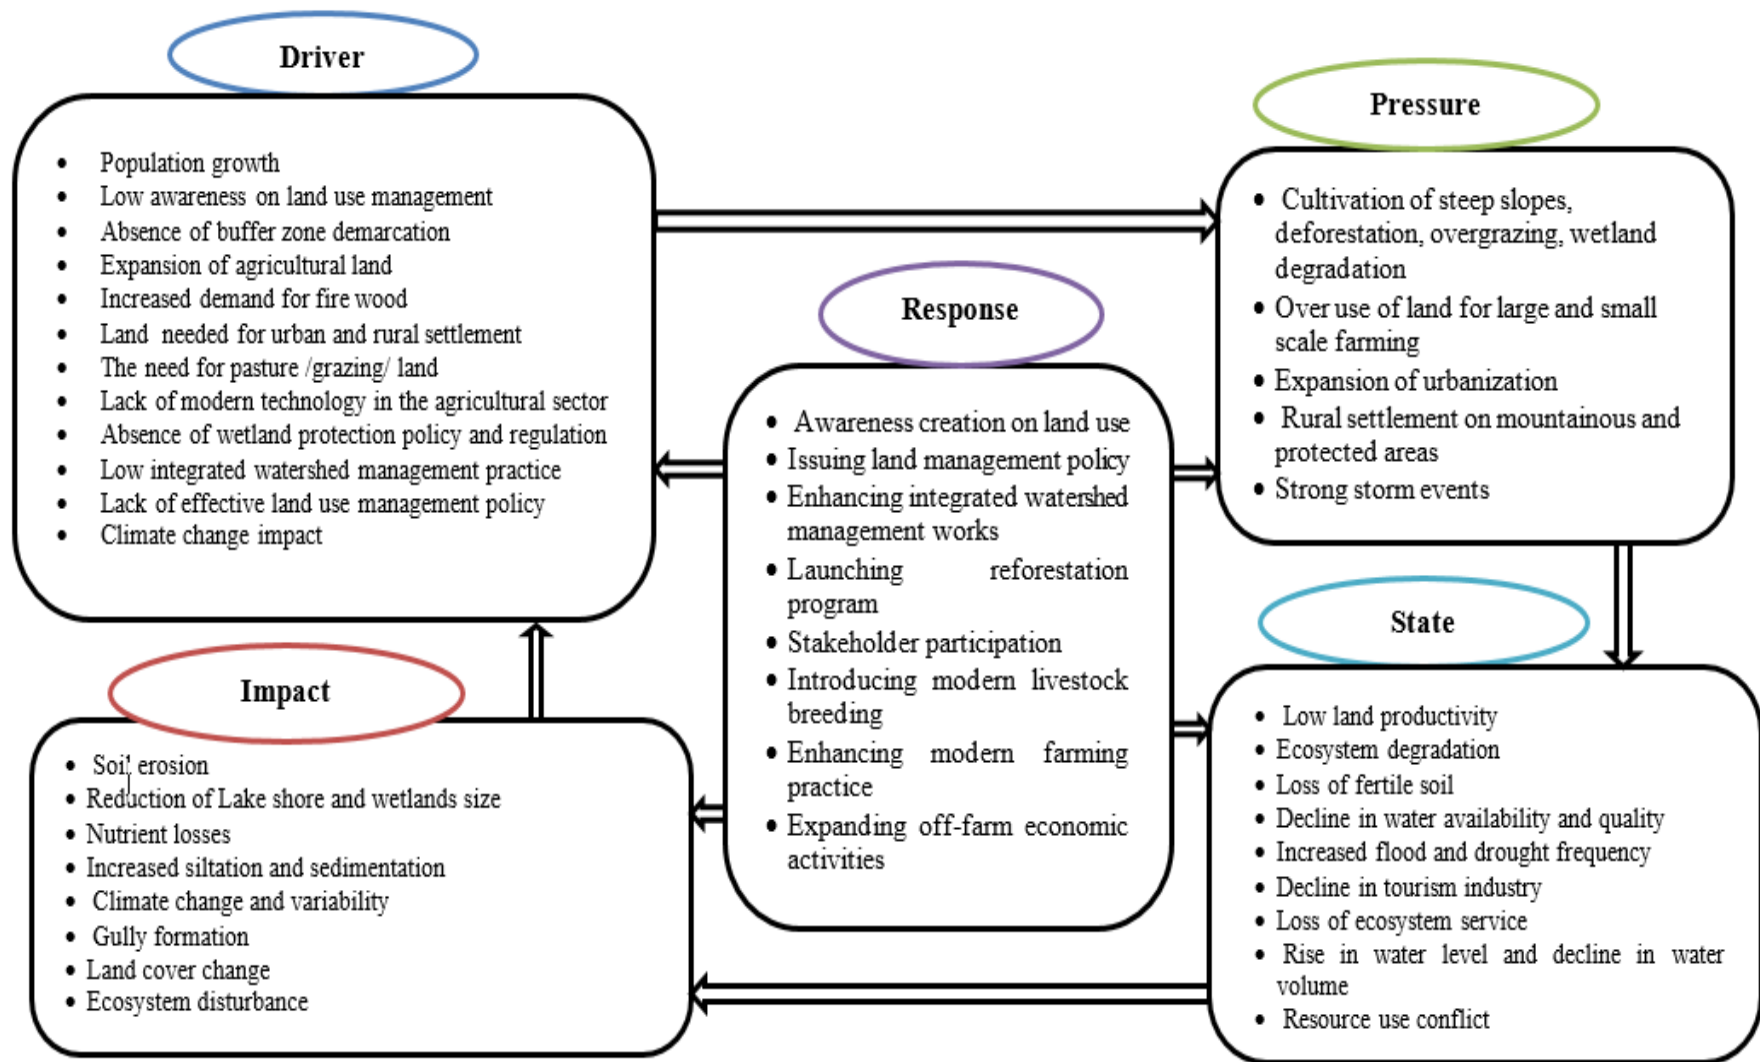 Driver
Population growth
Low awareness on land use management
Absence of buffer zone demarcation
Expansion of agricultural land
Increased demand for fire wood
Land needed for urban and rural settlement
The need for pasture /grazing/ land
Lack of modern technology in the agricultural sector
Absence of wetland protection policy and regulation
Low integrated watershed management practice
Lack of effective land use management policy
Climate change impact
Pressure
Cultivation of steep slopes,
deforestation, overgrazing, wetland
degradation
Over use of land for large and small
scale farming
Expansion of urbanization
Rural settlement on mountainous and
protected areas
Strong storm events
Response
Awareness creation on land use
Issuing land management policy
Enhancing integrated watershed
management works
Launching reforestation
program
Stakeholder participation
Introducing modern livestock
breeding
Enhancing modern farming
practice
Expanding off-farm economic
activities
Impact
Soil erosion
Reduction of Lake shore and wetlands size
Nutrient losses
Increased siltation and sedimentation
Climate change and variability
Gully formation
Land cover change
Ecosystem disturbance
State
Low land productivity
Ecosystem degradation
Loss of fertile soil
Decline in water availability and quality
Increased flood and drought frequency
Decline in tourism industry
Loss of ecosystem service
Rise in water level and decline in water
volume
Resource use conflict